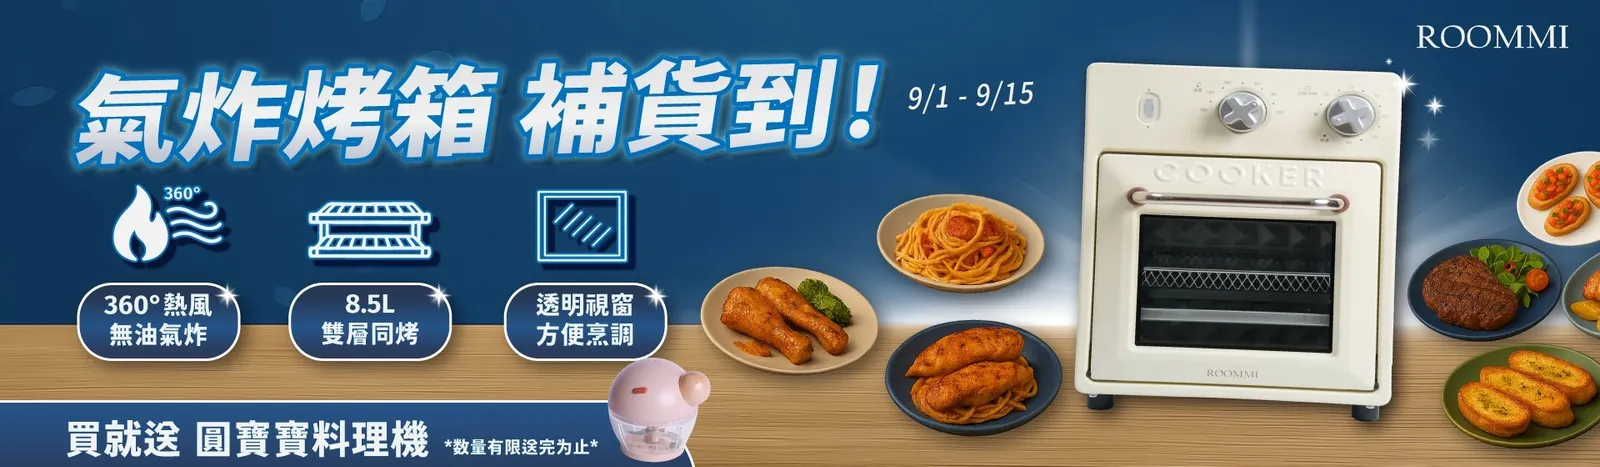 ROOMMI
氣炸烤箱 補貨到！
9/1 - 9/15
360°
360°熱風
無油氣炸
8.5L
雙層同烤
透明視窗
方便烹調
COOKER
ROOMMI
買就送 圓寶寶料理機 *数量有限送完为止*